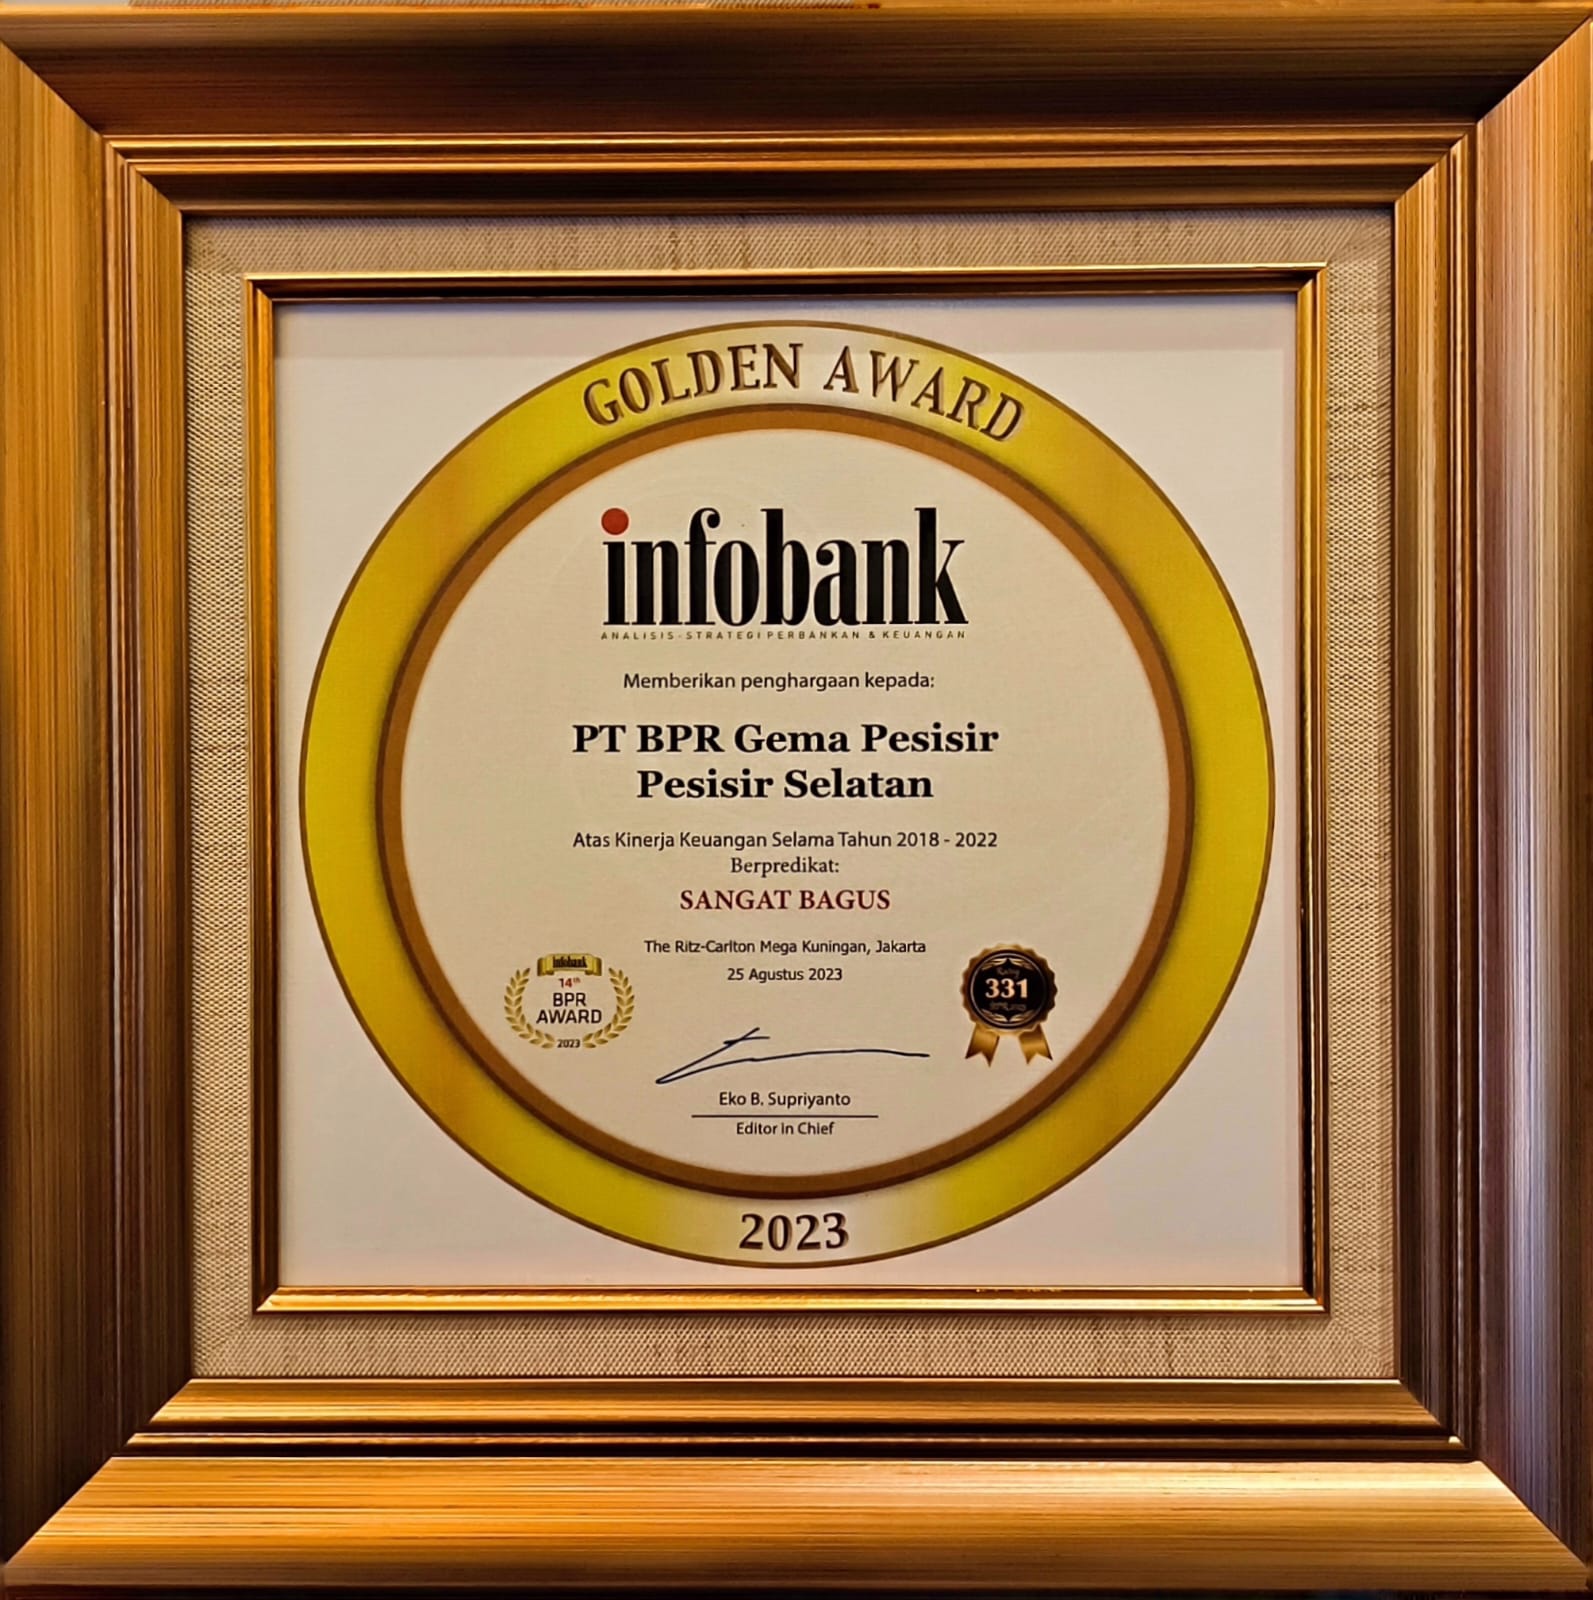 GOLDEN AWARD
infobank
ANALISIS-STRATEGI PERBANKAN & KEUANGAN
Memberikan penghargaan kepada:
PT BPR Gema Pesisir
Pesisir Selatan
Atas Kinerja Keuangan Selama Tahun 2018 - 2022
Berpredikat:
SANGAT BAGUS
The Ritz-Carlton Mega Kuningan, Jakarta
25 Agustus 2023
infobank
14th
BPR
AWARD
2023
331
Eko B. Supriyanto
Editor In Chief
2023